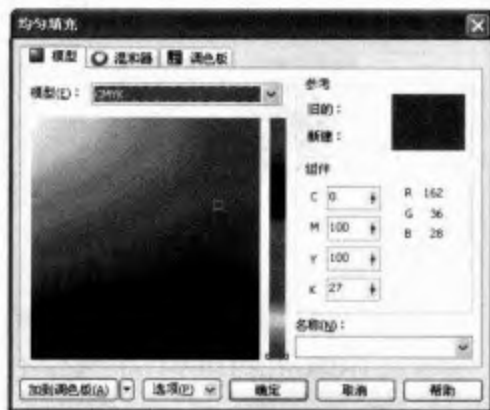 均匀填充
模型 混和器 调色板
模型(E): CMYK
参考
旧的:
新建:
组件
C 0 R 162
M 100 G 36
Y 100 B 28
K 27
名称(N):
加到调色板(A) 选项(P) 确定 取消 帮助